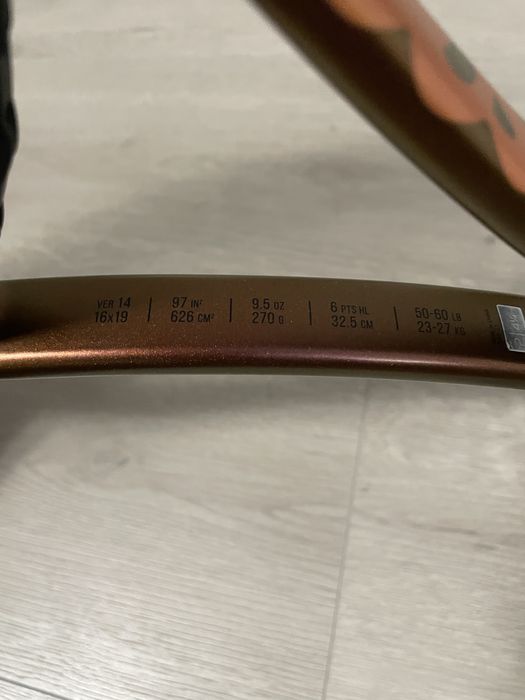 VER 14
16x19
97 IN²
626 CM²
9.5 OZ
270 G
6 PTS HL
32.5 CM
50-60 LB
23-27 KG